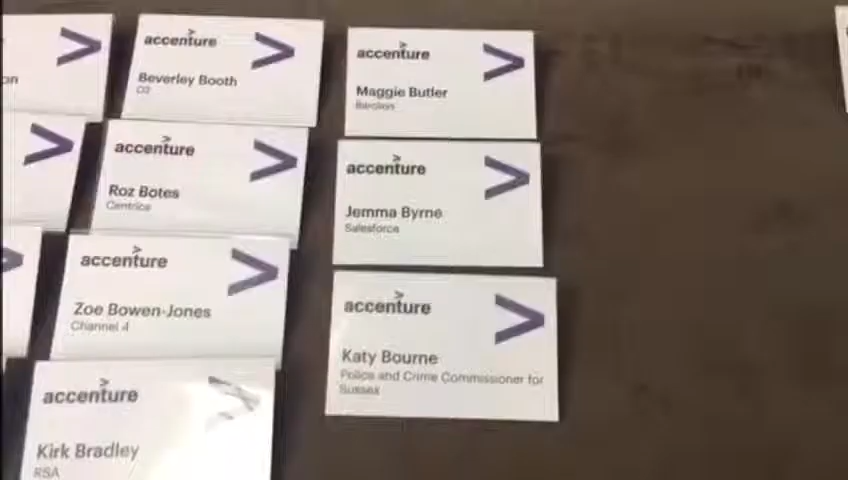 on
accenture
Beverley Booth
O2
accenture
Maggie Butler
accenture
Roz Botes
Centrica
accenture
Jemma Byrne
Salesforce
accenture
Zoe Bowen-Jones
Channel 4
accenture
Katy Bourne
Police and Crime Commissioner for
Sussex
accenture
Kirk Bradley
RSA